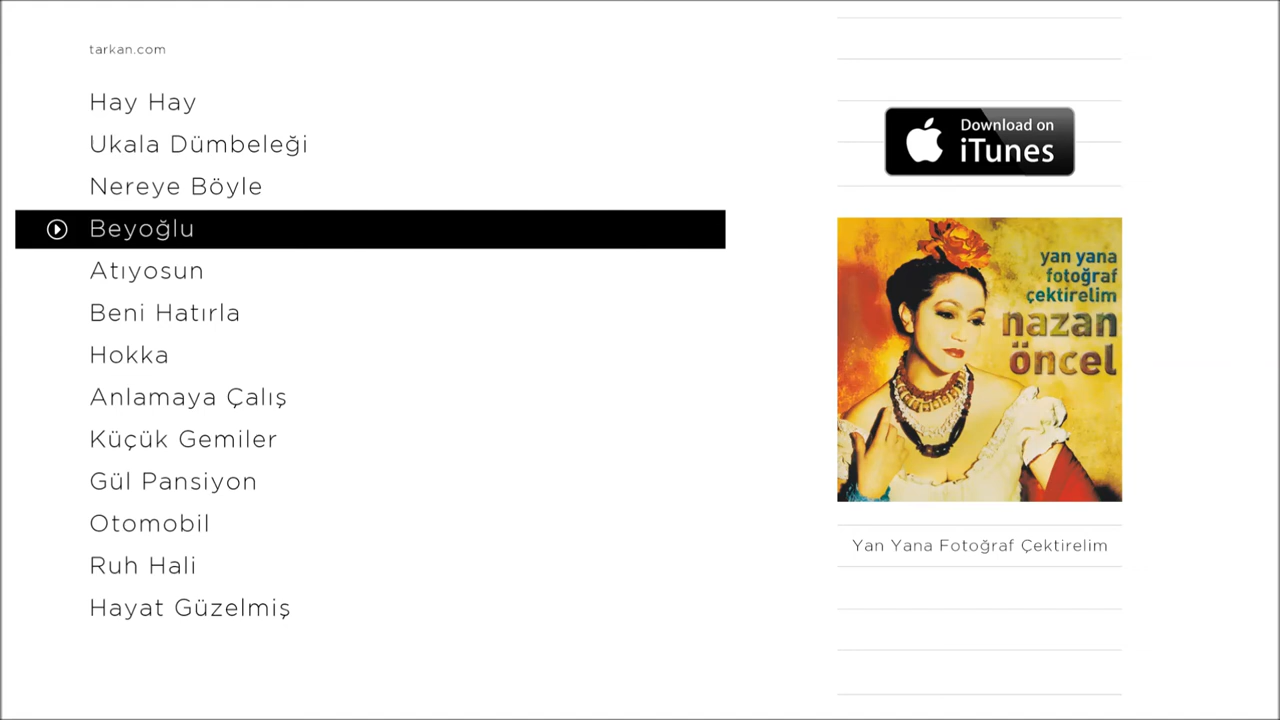 tarkan.com
Hay Hay
Ukala Dümbeleği
Nereye Böyle
Beyoğlu
Atıyosun
Beni Hatırla
Hokka
Anlamaya Çalış
Küçük Gemiler
Gül Pansiyon
Otomobil
Ruh Hali
Hayat Güzelmiş
Download on
iTunes
yan yana
fotoğraf
çektirelim
nazan
öncel
Yan Yana Fotoğraf Çektirelim